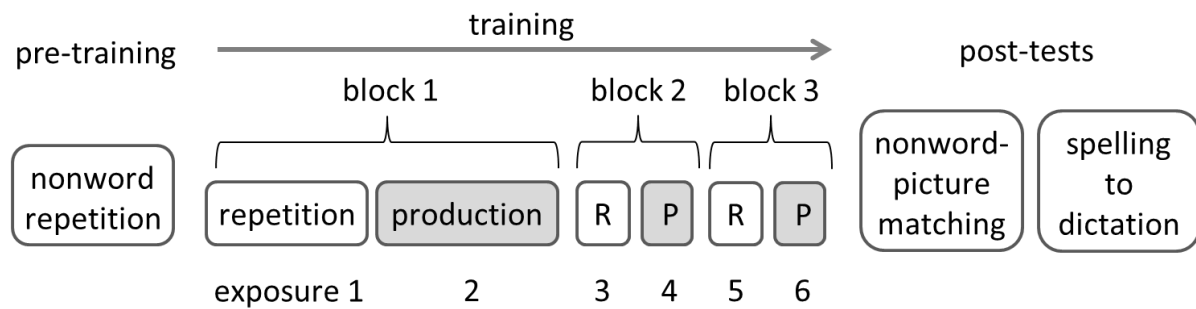 training
pre-training
post-tests
block 1
block 2
block 3
nonword
repetition
repetition
production
R
P
R
P
nonword-
picture
matching
spelling
to
dictation
exposure 1
2
3
4
5
6